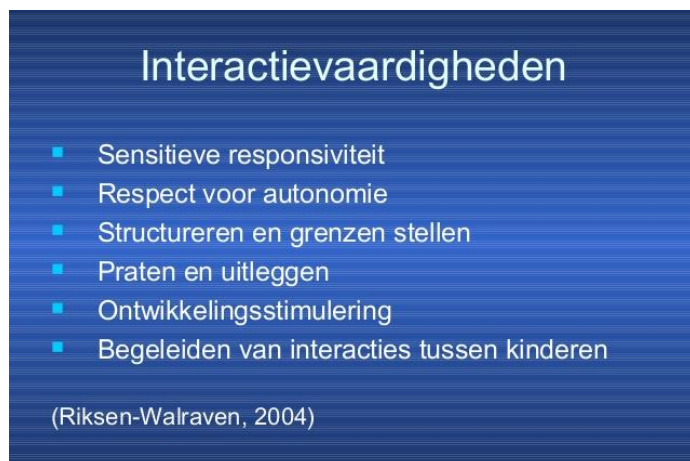 Interactievaardigheden
Sensitieve responsiviteit
Respect voor autonomie
Structureren en grenzen stellen
Praten en uitleggen
Ontwikkelingsstimulering
Begeleiden van interacties tussen kinderen
(Riksen-Walraven, 2004)